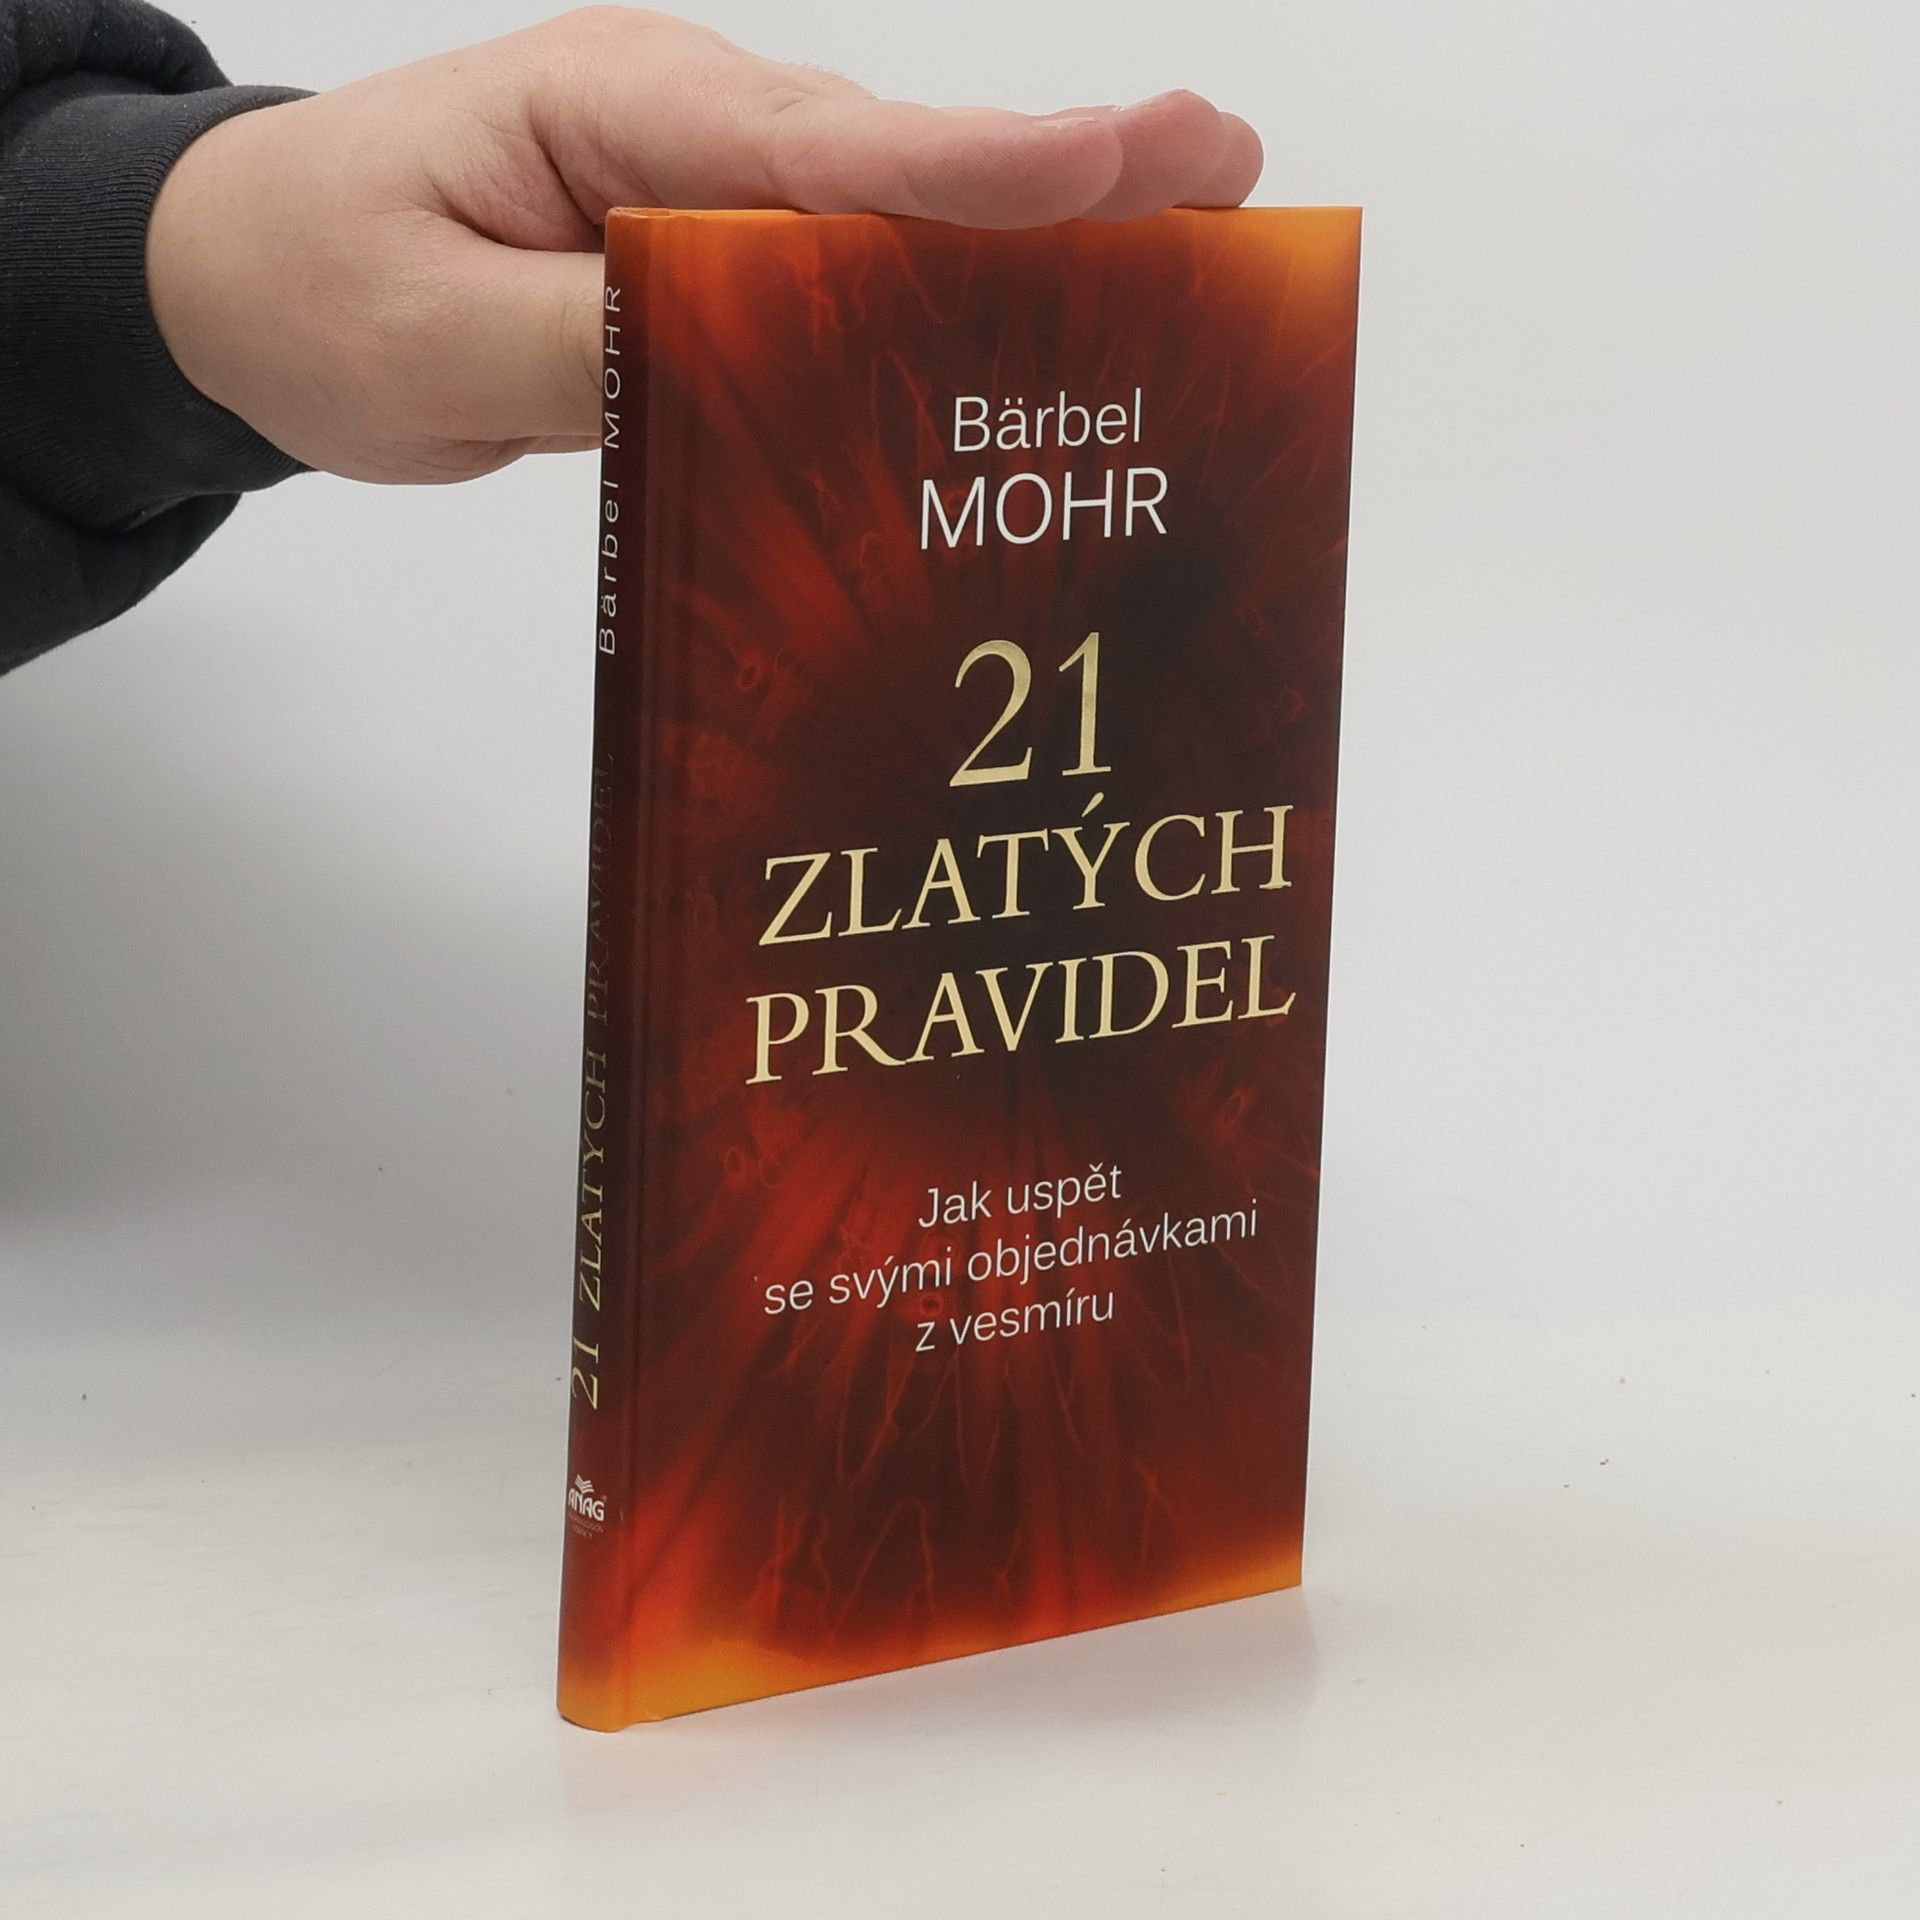 Bärbel
MOHR
21
ZLATÝCH
PRAVIDEL
Jak uspět
se svými objednávkami
z vesmíru
21 ZLATÝCH PRAVIDEL Bärbel MOHR
ANAG